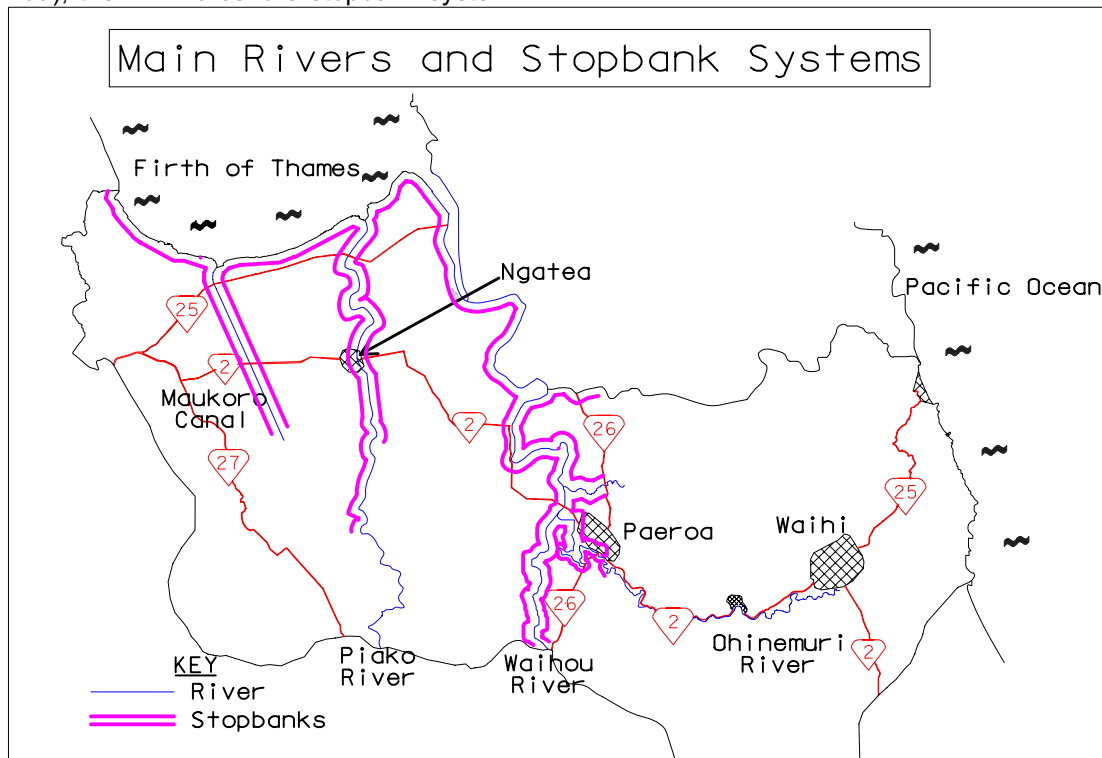 Main Rivers and Stopbank Systems
Firth of Thames
Ngatea
Pacific Ocean
25
2
Maukoro
Canal
2
26
27
25
Paeroa
Waihi
26
2
Ohinemuri
River
2
Piako
River
Waihou
River
KEY
River
Stopbanks